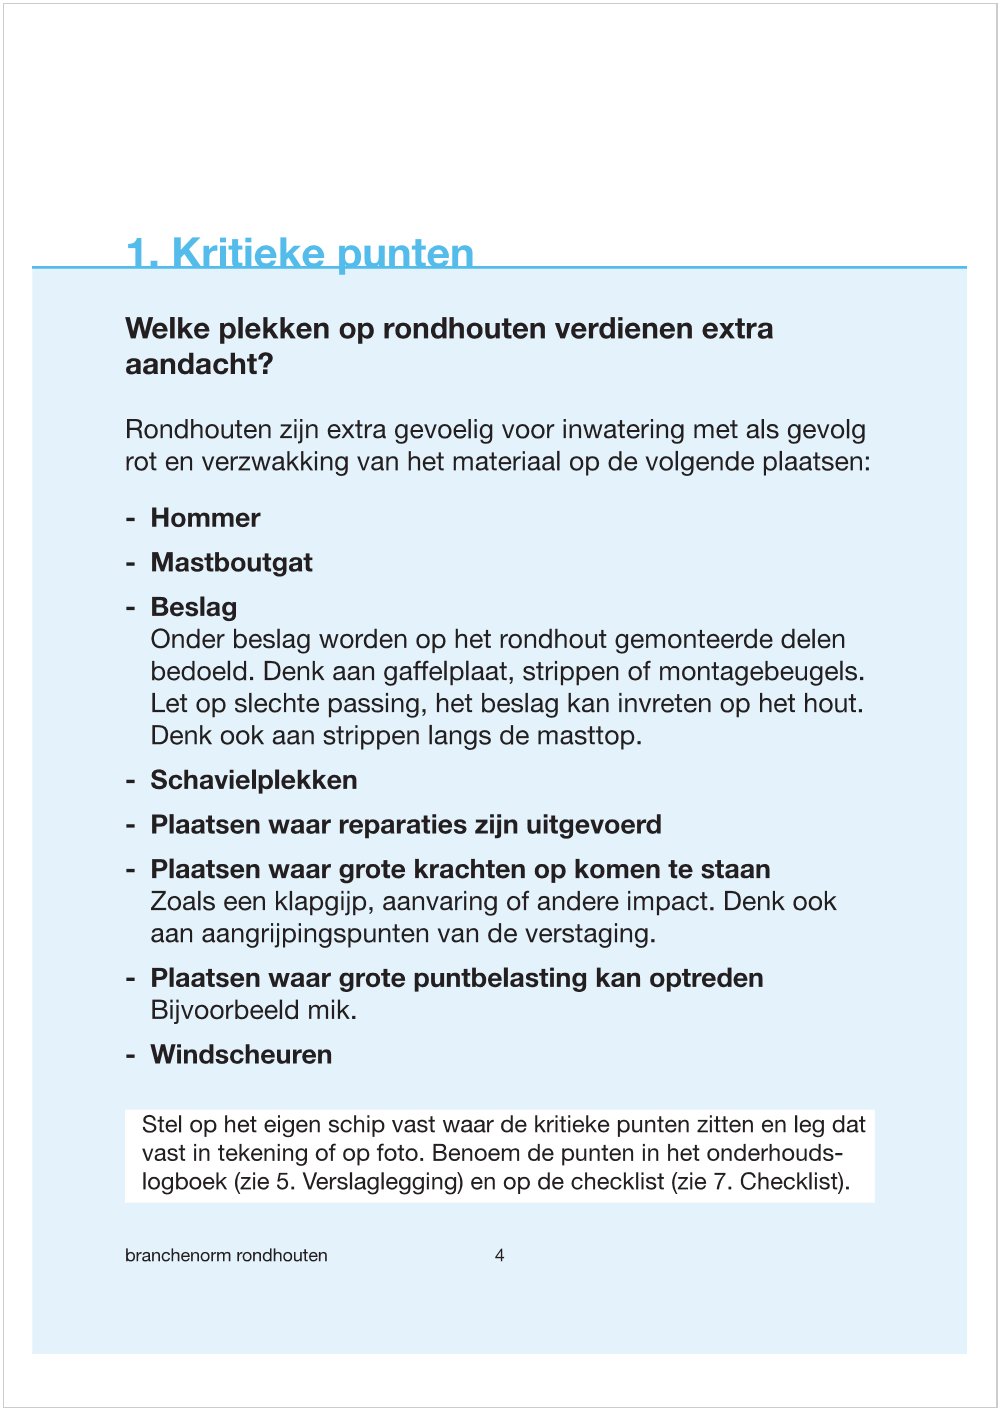 1. Kritieke punten
Welke plekken op rondhouten verdienen extra
aandacht?
Rondhouten zijn extra gevoelig voor inwatering met als gevolg
rot en verzwakking van het materiaal op de volgende plaatsen:
- Hommer
- Mastboutgat
- Beslag
Onder beslag worden op het rondhout gemonteerde delen
bedoeld. Denk aan gaffelplaat, strippen of montagebeugels.
Let op slechte passing, het beslag kan invreten op het hout.
Denk ook aan strippen langs de masttop.
- Schavielplekken
- Plaatsen waar reparaties zijn uitgevoerd
- Plaatsen waar grote krachten op komen te staan
Zoals een klapgijp, aanvaring of andere impact. Denk ook
aan aangrijpingspunten van de verstaging.
- Plaatsen waar grote puntbelasting kan optreden
Bijvoorbeeld mik.
- Windscheuren
Stel op het eigen schip vast waar de kritieke punten zitten en leg dat
vast in tekening of op foto. Benoem de punten in het onderhouds-
logboek (zie 5. Verslaglegging) en op de checklist (zie 7. Checklist).
branchenorm rondhouten 4